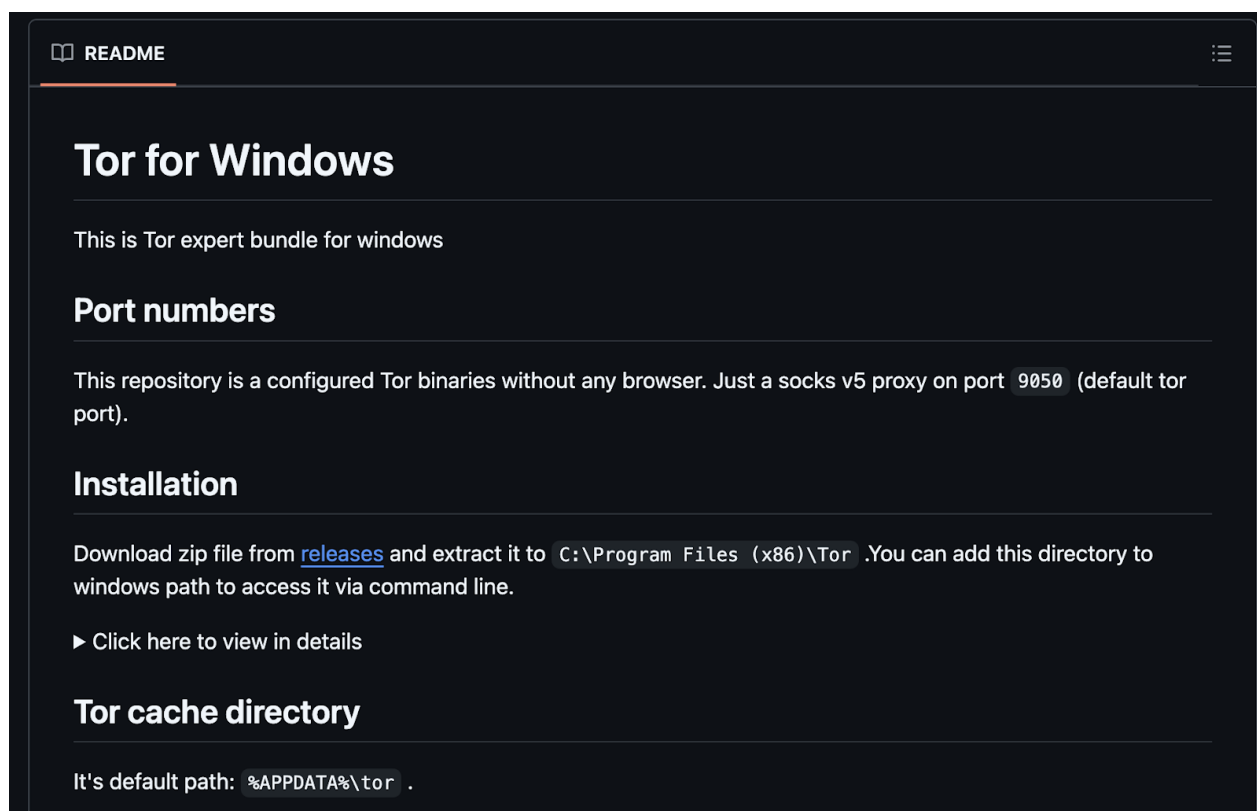 README
Tor for Windows
This is Tor expert bundle for windows
Port numbers
This repository is a configured Tor binaries without any browser. Just a socks v5 proxy on port 9050 (default tor
port).
Installation
Download zip file from releases and extract it to C:\Program Files (x86)\Tor .You can add this directory to
windows path to access it via command line.
Click here to view in details
Tor cache directory
It's default path: %APPDATA%\tor .